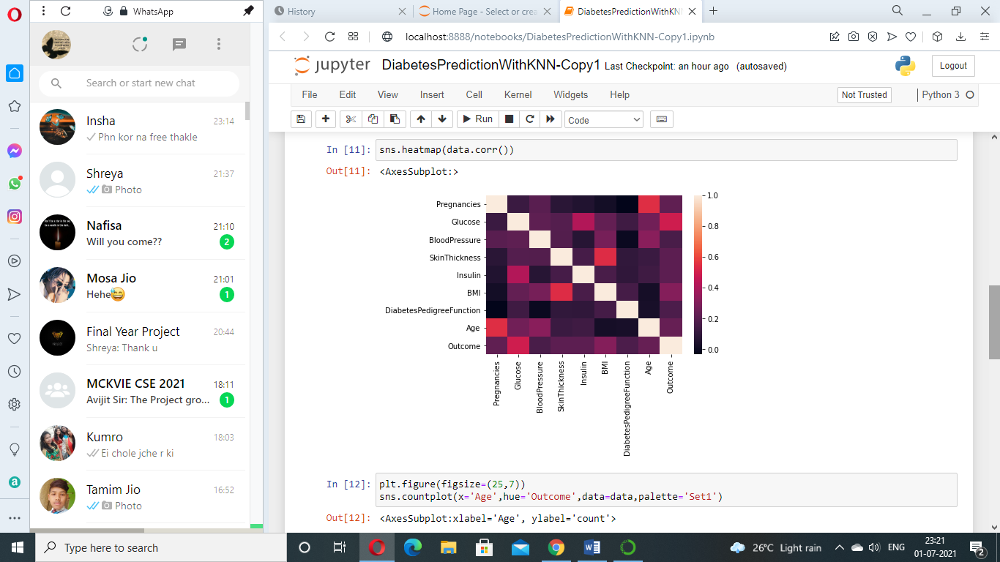 WhatsApp
Search or start new chat
Insha
23:14
Phn kor na free thakle
Shreya
21:37
Photo
Nafisa
21:10
Will you come??
2
Mosa Jio
21:01
Hehe😅
1
Final Year Project
20:44
Shreya: Thank u
MCKVIE CSE 2021
18:11
Avijit Sir: The Project gro...
1
Kumro
18:03
Ei chole jche r ki
Tamim Jio
16:52
Photo
History
Home Page - Select or crea
DiabetesPredictionWithKNN
localhost:8888/notebooks/DiabetesPredictionWithKNN-Copy1.ipynb
jupyter DiabetesPredictionWithKNN-Copy1 Last Checkpoint: an hour ago (autosaved)
Logout
File Edit View Insert Cell Kernel Widgets Help
Not Trusted
Python 3
Run
Code
In [11]: sns.heatmap(data.corr())
Out[11]: <AxesSubplot:>
Pregnancies
Glucose
BloodPressure
SkinThickness
Insulin
BMI
DiabetesPedigreeFunction
Age
Outcome
Pregnancies
Glucose
BloodPressure
SkinThickness
Insulin
BMI
DiabetesPedigreeFunction
Age
Outcome
1.0
0.8
0.6
0.4
0.2
0.0
In [12]: plt.figure(figsize=(25,7))
sns.countplot(x='Age',hue='Outcome',data=data,palette='Set1')
Out[12]: <AxesSubplot:xlabel='Age', ylabel='count'>
Type here to search
26°C Light rain
ENG
23:21
01-07-2021
2